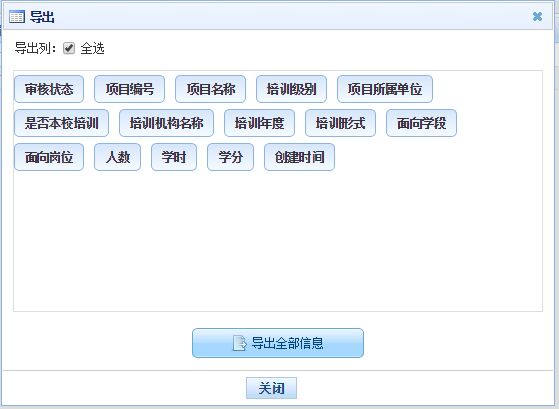 导出
导出列： 全选
审核状态 项目编号 项目名称 培训级别 项目所属单位
是否本校培训 培训机构名称 培训年度 培训形式 面向学段
面向岗位 人数 学时 学分 创建时间
导出全部信息
关闭